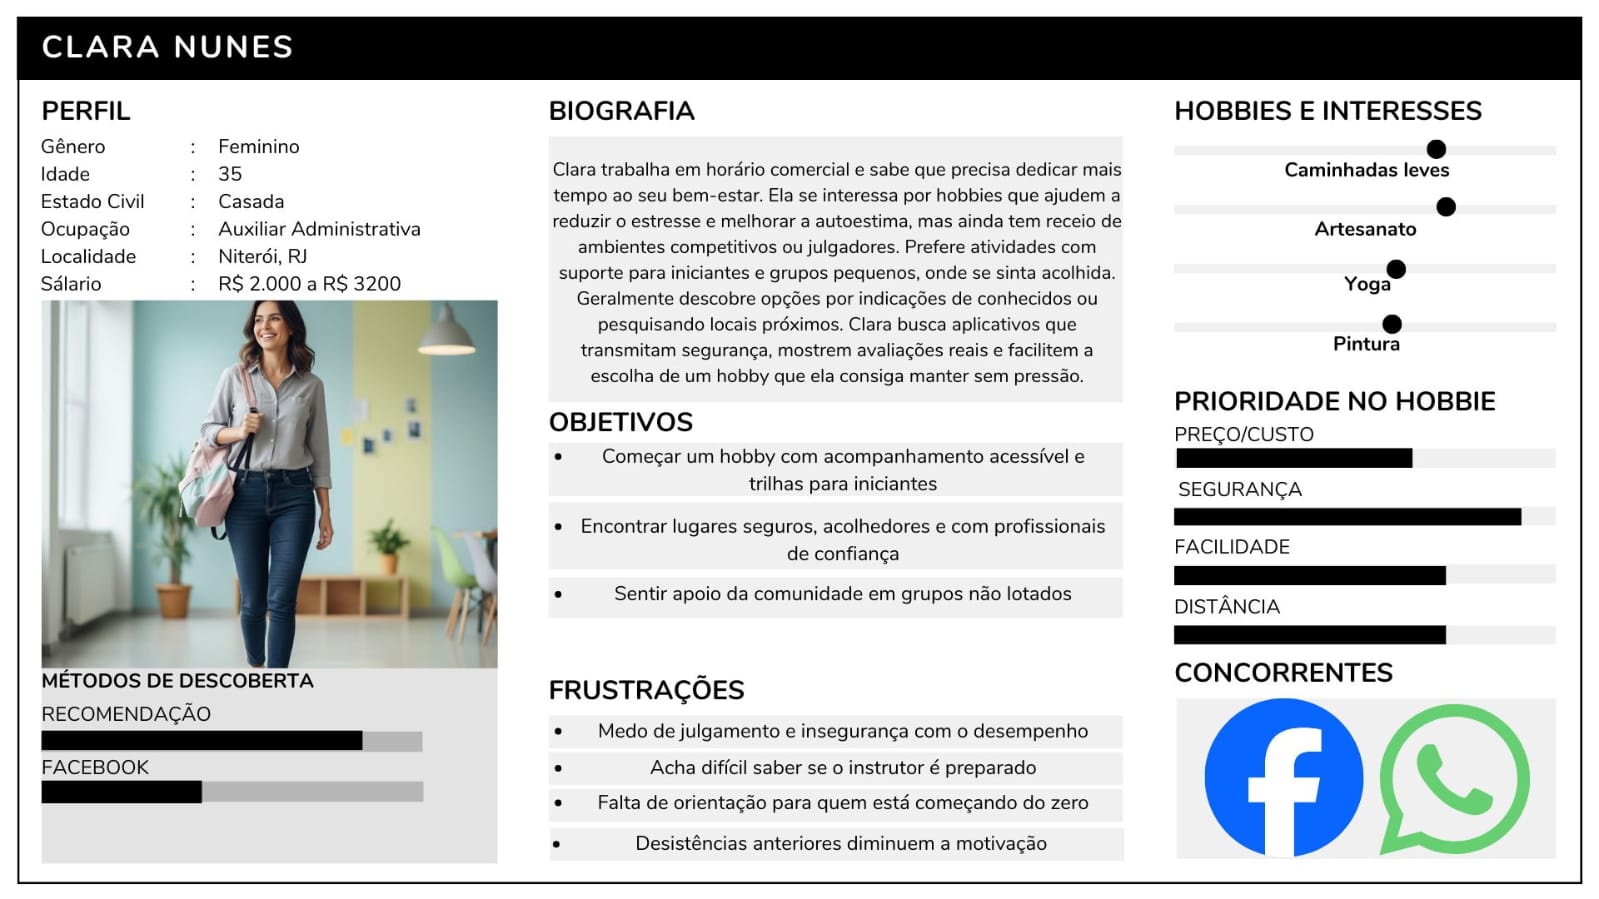 CLARA NUNES
PERFIL
Gênero : Feminino
Idade : 35
Estado Civil : Casada
Ocupação : Auxiliar Administrativa
Localidade : Niterói, RJ
Sálario : R$ 2.000 a R$ 3200
MÉTODOS DE DESCOBERTA
RECOMENDAÇÃO
FACEBOOK
BIOGRAFIA
Clara trabalha em horário comercial e sabe que precisa dedicar mais
tempo ao seu bem-estar. Ela se interessa por hobbies que ajudem a
reduzir o estresse e melhorar a autoestima, mas ainda tem receio de
ambientes competitivos ou julgadores. Prefere atividades com
suporte para iniciantes e grupos pequenos, onde se sinta acolhida.
Geralmente descobre opções por indicações de conhecidos ou
pesquisando locais próximos. Clara busca aplicativos que
transmitam segurança, mostrem avaliações reais e facilitem a
escolha de um hobby que ela consiga manter sem pressão.
OBJETIVOS
• Começar um hobby com acompanhamento acessível e
trilhas para iniciantes
• Encontrar lugares seguros, acolhedores e com profissionais
de confiança
• Sentir apoio da comunidade em grupos não lotados
FRUSTRAÇÕES
• Medo de julgamento e insegurança com o desempenho
• Acha difícil saber se o instrutor é preparado
• Falta de orientação para quem está começando do zero
• Desistências anteriores diminuem a motivação
HOBBIES E INTERESSES
Caminhadas leves
Artesanato
Yoga
Pintura
PRIORIDADE NO HOBBIE
PREÇO/CUSTO
SEGURANÇA
FACILIDADE
DISTÂNCIA
CONCORRENTES